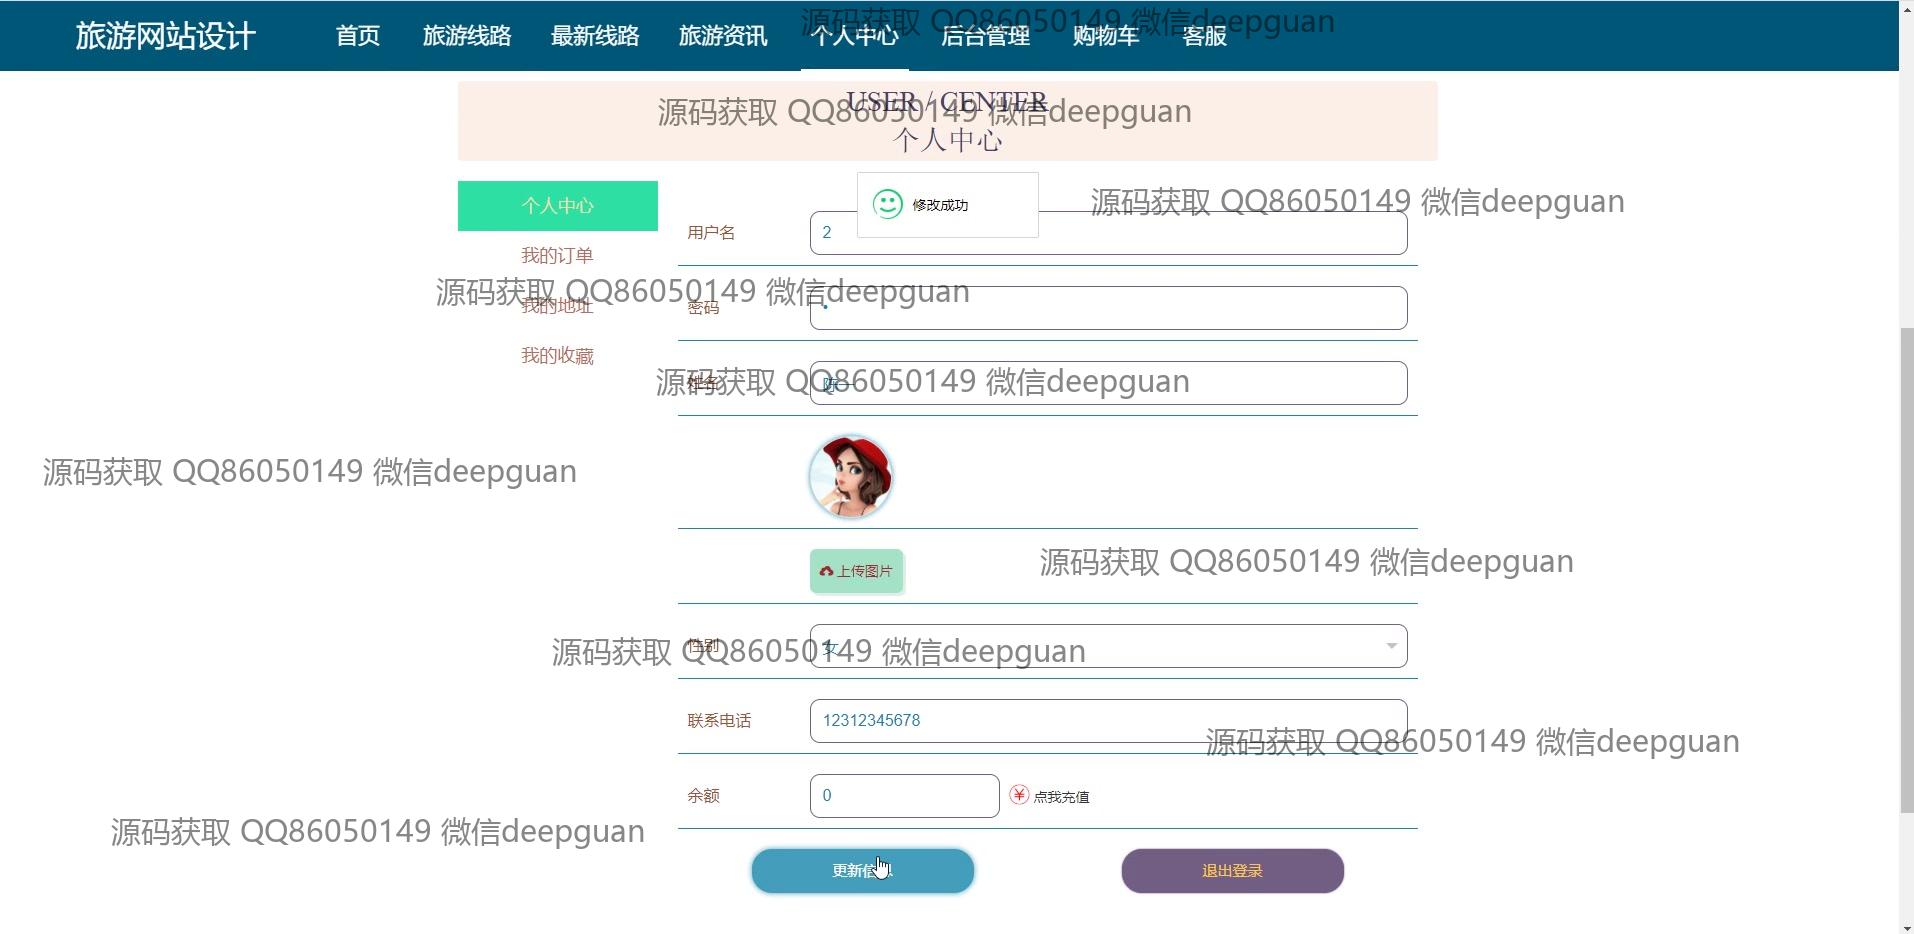 旅游网站设计 首页 旅游线路 最新线路 旅游资讯 个人中心 后台管理 购物车 客服
源码获取 QQ86050149 微信deepguan
USER / CENTER
源码获取 QQ86050149 微信deepguan
个人中心
修改成功
个人中心
源码获取 QQ86050149 微信deepguan
用户名 2
我的订单
源码获取 QQ86050149 微信deepguan
我的地址
密码 •
我的收藏
姓名
源码获取 QQ86050149 微信deepguan
源码获取 QQ86050149 微信deepguan
上传图片
源码获取 QQ86050149 微信deepguan
性别 女
源码获取 QQ86050149 微信deepguan
联系电话 12312345678
源码获取 QQ86050149 微信deepguan
余额 0 点我充值
源码获取 QQ86050149 微信deepguan
更新信息 退出登录